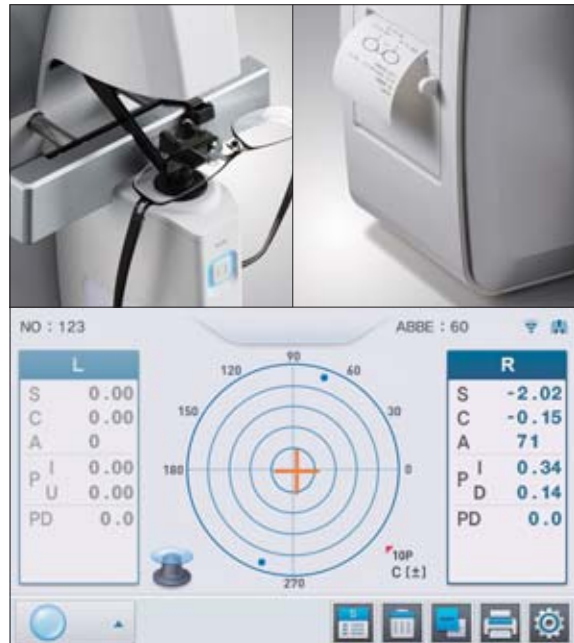 NO : 123
ABBE : 60
L
S 0.00
C 0.00
A 0
P I 0.00
U 0.00
PD 0.0
90
120
60
150
30
180
0
270
10P
C [±]
R
S -2.02
C -0.15
A 71
P I 0.34
D 0.14
PD 0.0